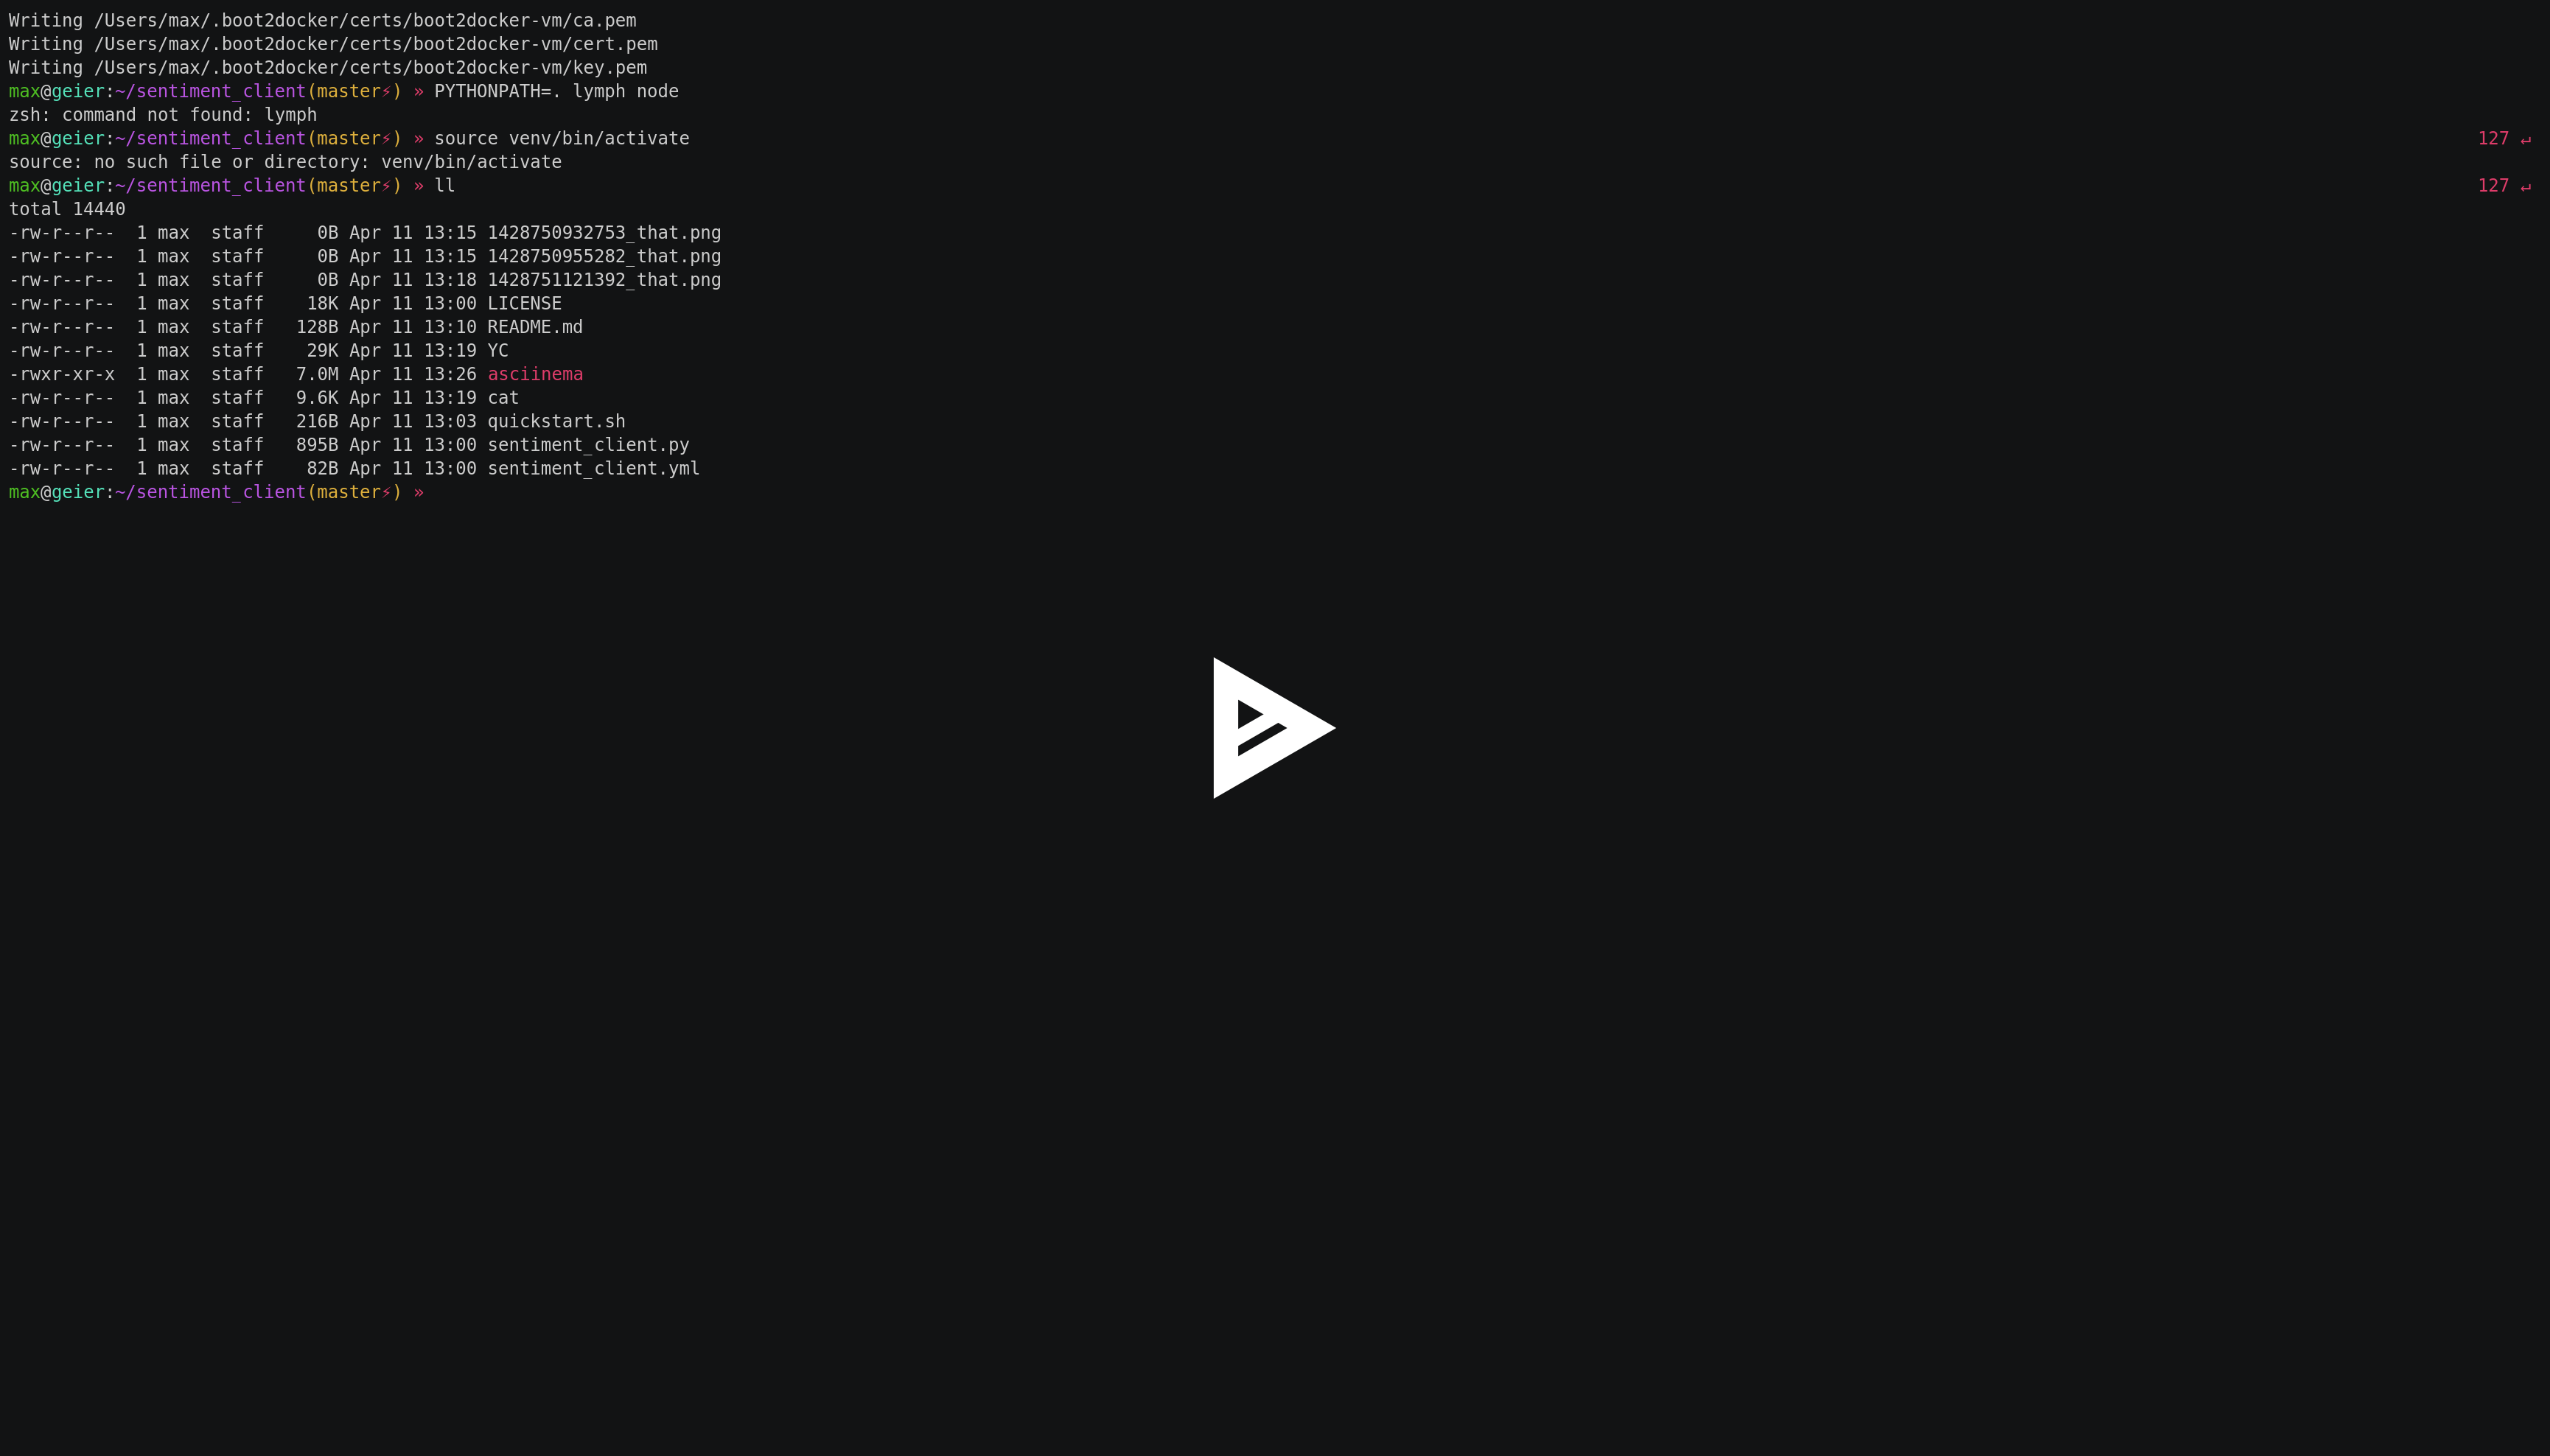 Writing /Users/max/.boot2docker/certs/boot2docker-vm/ca.pem
Writing /Users/max/.boot2docker/certs/boot2docker-vm/cert.pem
Writing /Users/max/.boot2docker/certs/boot2docker-vm/key.pem
max@geier:~/sentiment_client(master⚡) » PYTHONPATH=. lymph node
zsh: command not found: lymph
max@geier:~/sentiment_client(master⚡) » source venv/bin/activate 127 ↵
source: no such file or directory: venv/bin/activate
max@geier:~/sentiment_client(master⚡) » ll 127 ↵
total 14440
-rw-r--r--  1 max  staff     0B Apr 11 13:15 1428750932753_that.png
-rw-r--r--  1 max  staff     0B Apr 11 13:15 1428750955282_that.png
-rw-r--r--  1 max  staff     0B Apr 11 13:18 1428751121392_that.png
-rw-r--r--  1 max  staff    18K Apr 11 13:00 LICENSE
-rw-r--r--  1 max  staff   128B Apr 11 13:10 README.md
-rw-r--r--  1 max  staff    29K Apr 11 13:19 YC
-rwxr-xr-x  1 max  staff   7.0M Apr 11 13:26 asciinema
-rw-r--r--  1 max  staff   9.6K Apr 11 13:19 cat
-rw-r--r--  1 max  staff   216B Apr 11 13:03 quickstart.sh
-rw-r--r--  1 max  staff   895B Apr 11 13:00 sentiment_client.py
-rw-r--r--  1 max  staff    82B Apr 11 13:00 sentiment_client.yml
max@geier:~/sentiment_client(master⚡) »